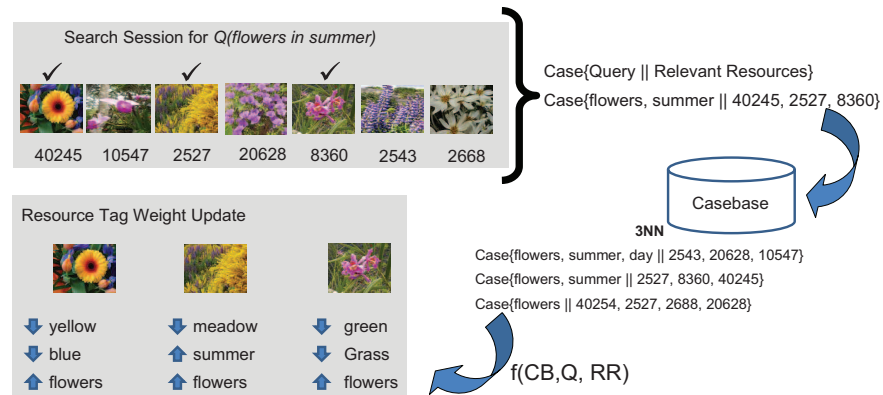 Search Session for Q(flowers in summer)
40245 10547 2527 20628 8360 2543 2668
Case{Query || Relevant Resources}
Case{flowers, summer || 40245, 2527, 8360}
Casebase
3NN
Case{flowers, summer, day || 2543, 20628, 10547}
Case{flowers, summer || 2527, 8360, 40245}
Case{flowers || 40254, 2527, 2688, 20628}
f(CB,Q, RR)
Resource Tag Weight Update
yellow meadow green
blue summer Grass
flowers flowers flowers